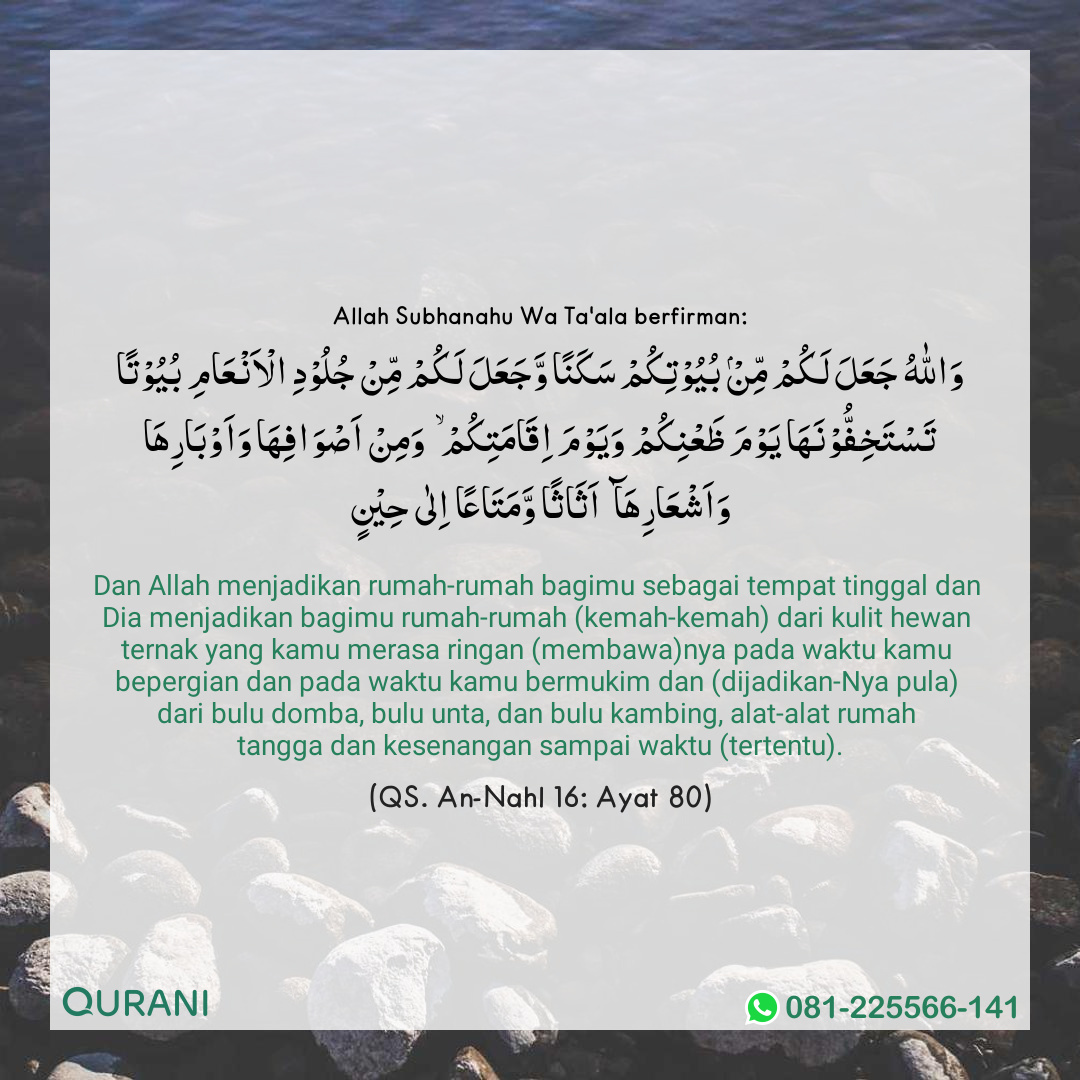 Allah Subhanahu Wa Ta'ala berfirman:
وَاللّٰهُ جَعَلَ لَكُمْ مِّنْۢ بُيُوْتِكُمْ سَكَنًا وَّجَعَلَ لَكُمْ مِّنْ جُلُوْدِ الْاَنْعَامِ بُيُوْتًا
تَسْتَخِفُّوْنَهَا يَوْمَ ظَعْنِكُمْ وَيَوْمَ اِقَامَتِكُمْ ۙ وَمِنْ اَصْوَافِهَا وَاَوْبَارِهَا
وَاَشْعَارِهَاۤ اَثَاثًا وَّمَتَاعًا اِلٰى حِيْنٍ
Dan Allah menjadikan rumah-rumah bagimu sebagai tempat tinggal dan
Dia menjadikan bagimu rumah-rumah (kemah-kemah) dari kulit hewan
ternak yang kamu merasa ringan (membawa)nya pada waktu kamu
bepergian dan pada waktu kamu bermukim dan (dijadikan-Nya pula)
dari bulu domba, bulu unta, dan bulu kambing, alat-alat rumah
tangga dan kesenangan sampai waktu (tertentu).
(QS. An-Nahl 16: Ayat 80)
QURANI
081-225566-141